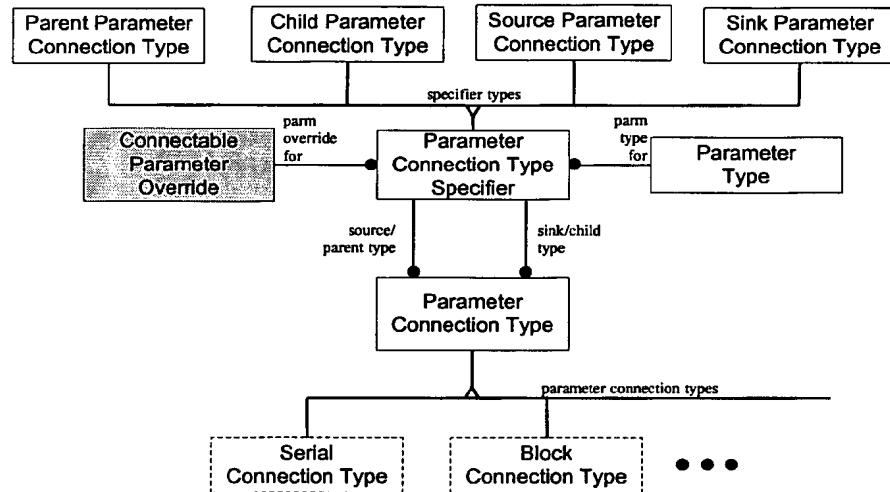 Parent Parameter
Connection Type
Child Parameter
Connection Type
Source Parameter
Connection Type
Sink Parameter
Connection Type
specifier types
Connectable
Parameter
Override
parm
override
for
Parameter
Connection Type
Specifier
parm
type
for
Parameter
Type
source/
parent type
sink/child
type
Parameter
Connection Type
parameter connection types
Serial
Connection Type
Block
Connection Type